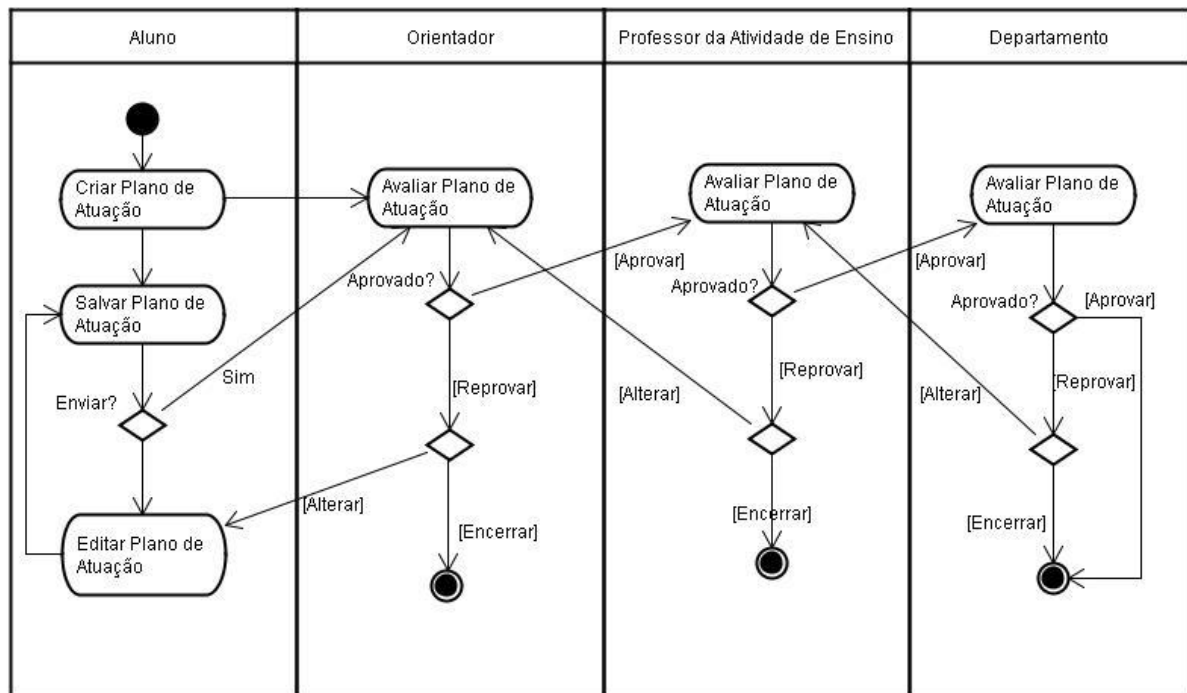 Aluno
Orientador
Professor da Atividade de Ensino
Departamento
Criar Plano de
Atuação
Salvar Plano de
Atuação
Enviar?
Sim
Editar Plano de
Atuação
Avaliar Plano de
Atuação
Aprovado?
[Aprovar]
[Reprovar]
[Alterar]
[Encerrar]
Avaliar Plano de
Atuação
Aprovado?
[Aprovar]
[Reprovar]
[Alterar]
[Encerrar]
Avaliar Plano de
Atuação
Aprovado?
[Aprovar]
[Reprovar]
[Alterar]
[Encerrar]